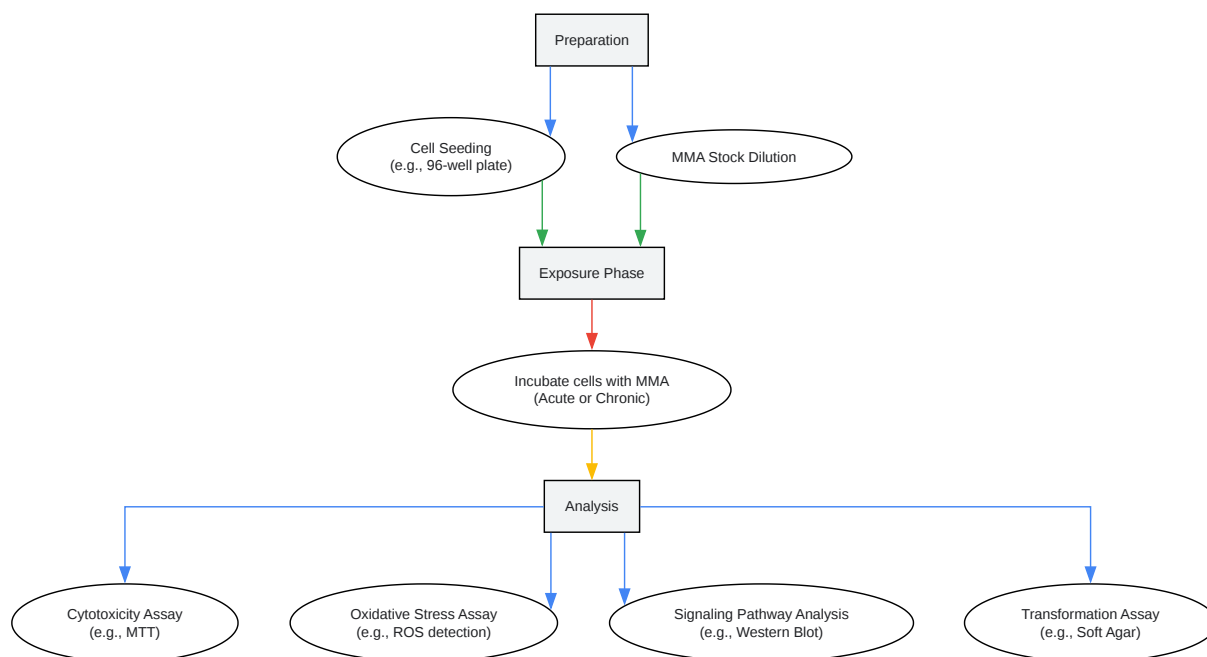 Preparation
Cell Seeding
(e.g., 96-well plate)
MMA Stock Dilution
Exposure Phase
Incubate cells with MMA
(Acute or Chronic)
Analysis
Cytotoxicity Assay
(e.g., MTT)
Oxidative Stress Assay
(e.g., ROS detection)
Signaling Pathway Analysis
(e.g., Western Blot)
Transformation Assay
(e.g., Soft Agar)